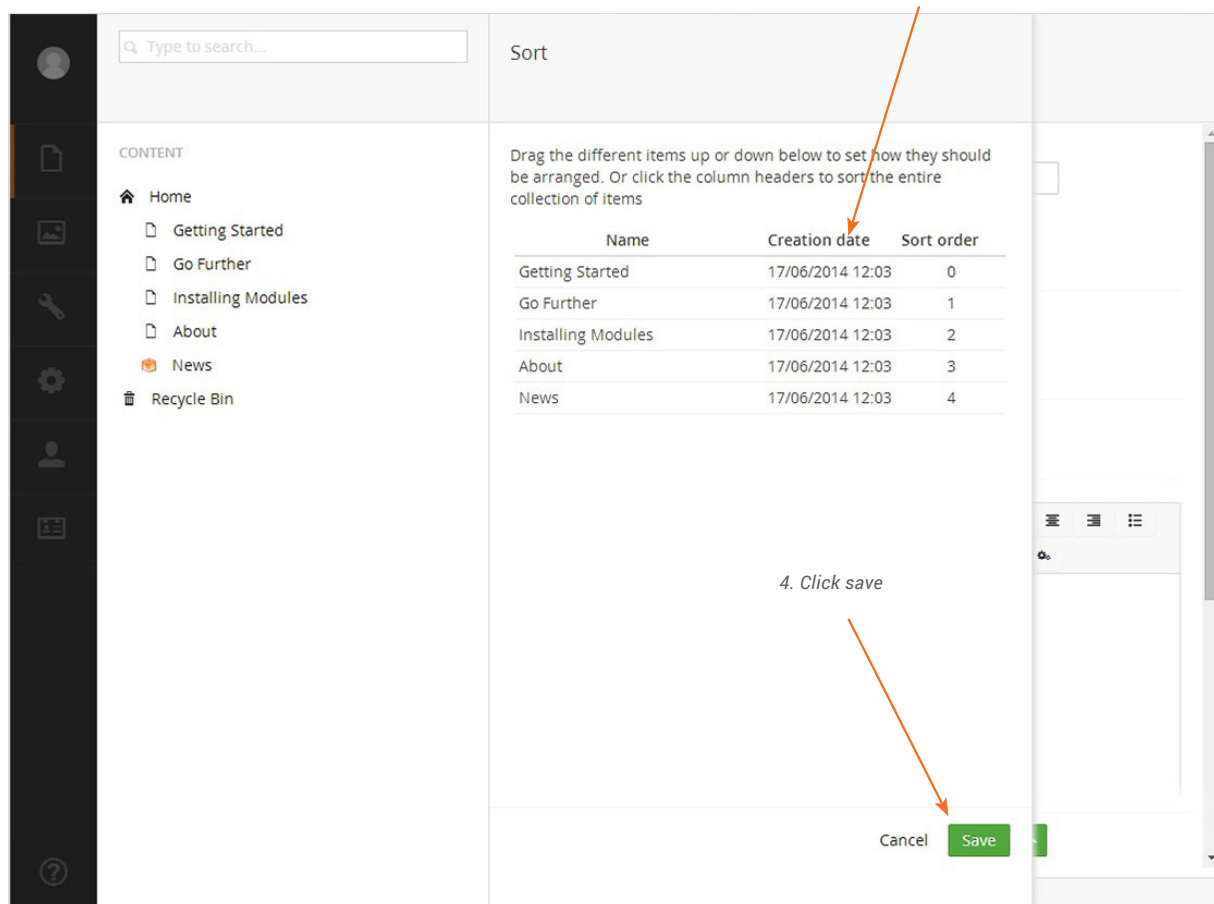 Type to search...
Sort
CONTENT
Home
Getting Started
Go Further
Installing Modules
About
News
Recycle Bin
Drag the different items up or down below to set how they should
be arranged. Or click the column headers to sort the entire
collection of items
Name Creation date Sort order
Getting Started 17/06/2014 12:03 0
Go Further 17/06/2014 12:03 1
Installing Modules 17/06/2014 12:03 2
About 17/06/2014 12:03 3
News 17/06/2014 12:03 4
4. Click save
Cancel Save